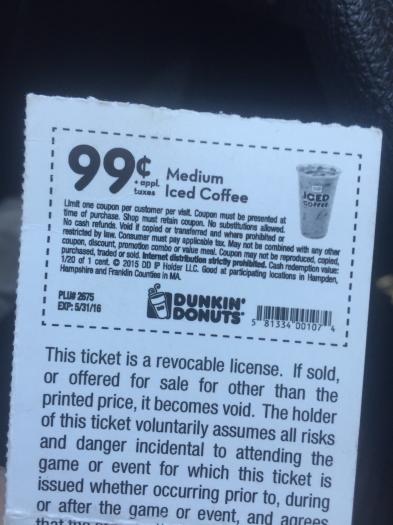 99¢ + appl. taxes Medium Iced Coffee
ICED COFFEE
Limit one coupon per customer per visit. Coupon must be presented at
time of purchase. Shop must retain coupon. No substitutions allowed.
No cash refunds. Void if copied or transferred and where prohibited or
restricted by law. Consumer must pay applicable tax. May not be combined with any other
coupon, discount, promotion combo or value meal. Coupon may not be reproduced, copied,
purchased, traded or sold. Internet distribution strictly prohibited. Cash redemption value:
1/20 of 1 cent. © 2015 DD IP Holder LLC. Good at participating locations in Hampden,
Hampshire and Franklin Counties in MA.
PLU# 2675
EXP: 5/31/16
DUNKIN'
DONUTS
5 81334 00107 4
This ticket is a revocable license. If sold,
or offered for sale for other than the
printed price, it becomes void. The holder
of this ticket voluntarily assumes all risks
and danger incidental to attending the
game or event for which this ticket is
issued whether occurring prior to, during
or after the game or event, and agrees
that the